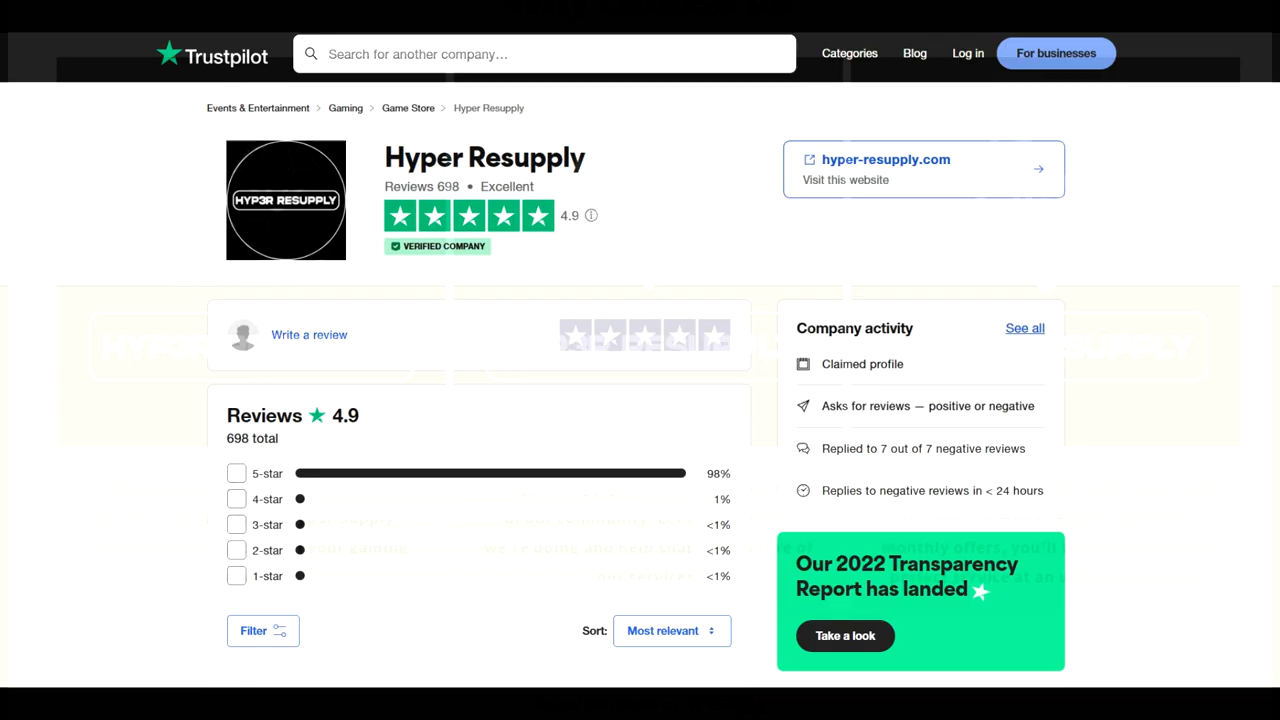 Trustpilot
Search for another company…
Categories
Blog
Log in
For businesses
Events & Entertainment > Gaming > Game Store > Hyper Resupply
HYP3R RESUPPLY
Hyper Resupply
Reviews 698 • Excellent
4.9
VERIFIED COMPANY
hyper-resupply.com
Visit this website
Write a review
Reviews ★ 4.9
698 total
5-star 98%
4-star 1%
3-star <1%
2-star <1%
1-star <1%
Filter
Sort: Most relevant
Company activity
See all
Claimed profile
Asks for reviews — positive or negative
Replied to 7 out of 7 negative reviews
Replies to negative reviews in < 24 hours
Our 2022 Transparency
Report has landed
Take a look